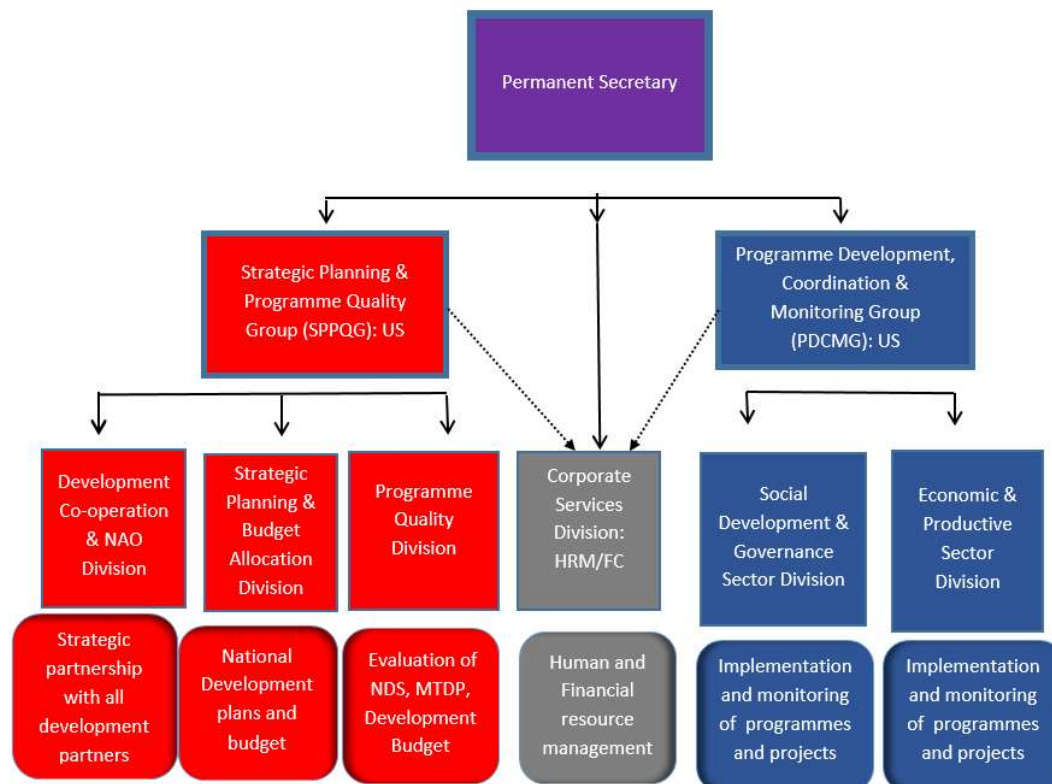 Permanent Secretary
Strategic Planning &
Programme Quality
Group (SPPQG): US
Programme Development,
Coordination &
Monitoring Group
(PDCMG): US
Development
Co-operation
& NAO
Division
Strategic
Planning &
Budget
Allocation
Division
Programme
Quality
Division
Corporate
Services
Division:
HRM/FC
Social
Development &
Governance
Sector Division
Economic &
Productive
Sector
Division
Strategic
partnership
with all
development
partners
National
Development
plans and
budget
Evaluation of
NDS, MTDP,
Development
Budget
Human and
Financial
resource
management
Implementation
and monitoring
of programmes
and projects
Implementation
and monitoring
of programmes
and projects